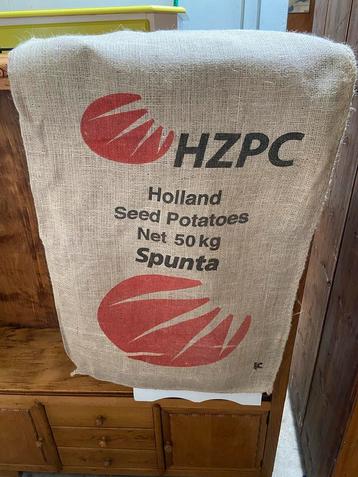 HZPC
Holland
Seed Potatoes
Net 50 kg
Spunta